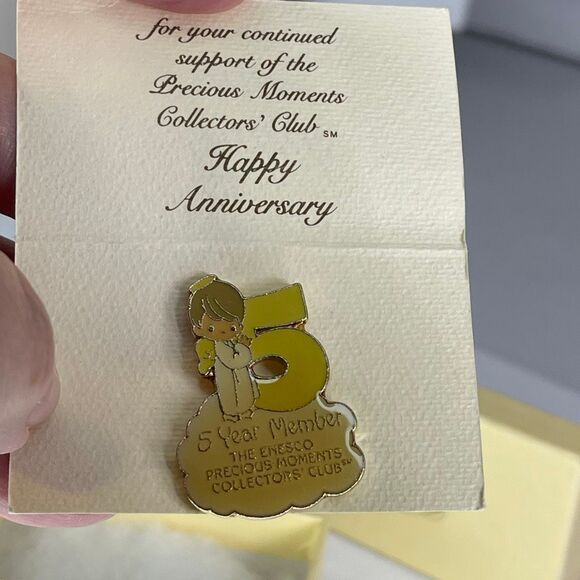 for your continued
support of the
Precious Moments
Collectors' Club SM
Happy
Anniversary
5
5 Year Member
THE ENESCO
PRECIOUS MOMENTS
COLLECTORS' CLUB SM